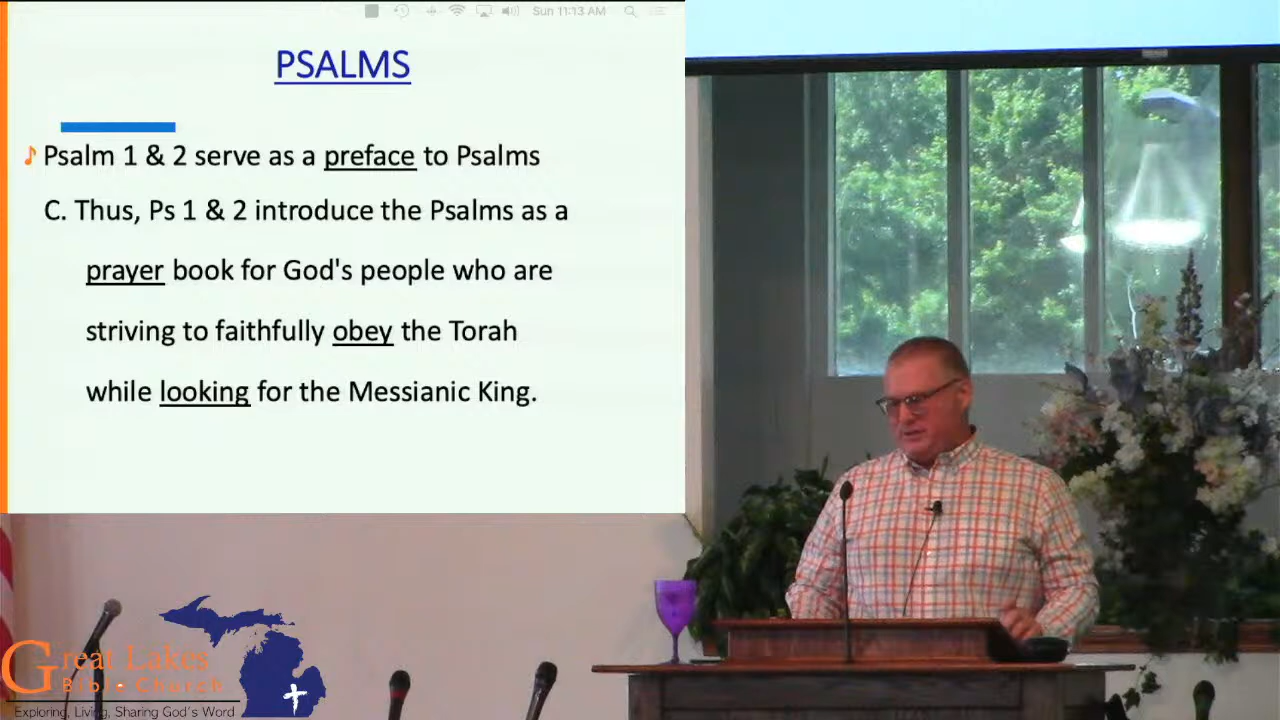 Sun 11:13 AM
PSALMS
Psalm 1 & 2 serve as a preface to Psalms
C. Thus, Ps 1 & 2 introduce the Psalms as a
prayer book for God's people who are
striving to faithfully obey the Torah
while looking for the Messianic King.
Great Lakes
Bible Church
Exploring, Living, Sharing God's Word